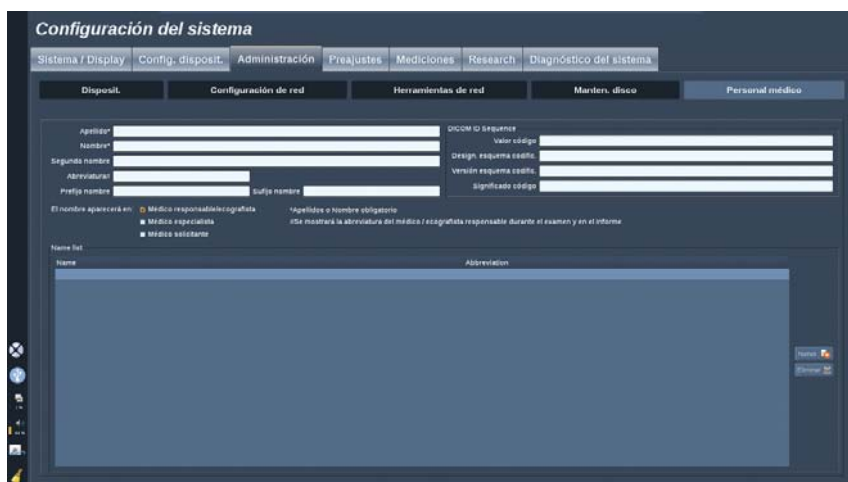 Configuración del sistema
Sistema / Display Config. disposit. Administración Preajustes Mediciones Research Diagnóstico del sistema
Disposit. Configuración de red Herramientas de red Manten. disco Personal médico
Apellido*
Nombre*
Segundo nombre
Abreviatura#
Prefijo nombre Sufijo nombre
DICOM ID Sequence
Valor código
Design. esquema codific.
Versión esquema codific.
Significado código
El nombre aparecerá en: Médico responsable/ecografista
Médico especialista
Médico solicitante
*Apellidos o Nombre obligatorio
#Se mostrará la abreviatura del médico / ecografista responsable durante el examen y en el informe
Name list
Name Abbreviation
Nuevo
Eliminar